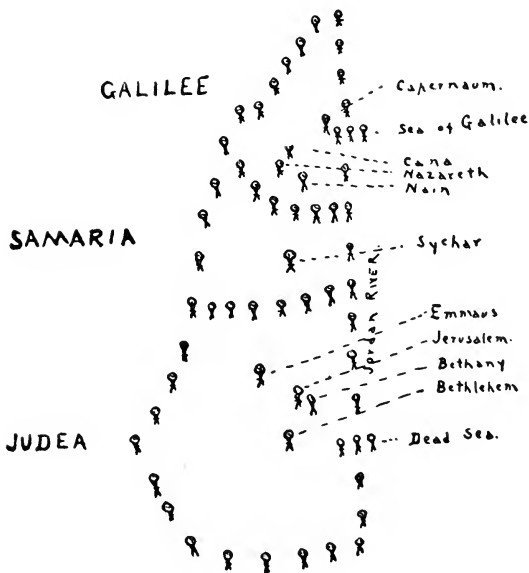 GALILEE
Capernaum.
Sea of Galilee
Cana
Nazareth
Nain
SAMARIA
Sychar
Jordan RIVER
Emmaus
Jerusalem.
Bethany
Bethlehem
JUDEA
Dead Sea.